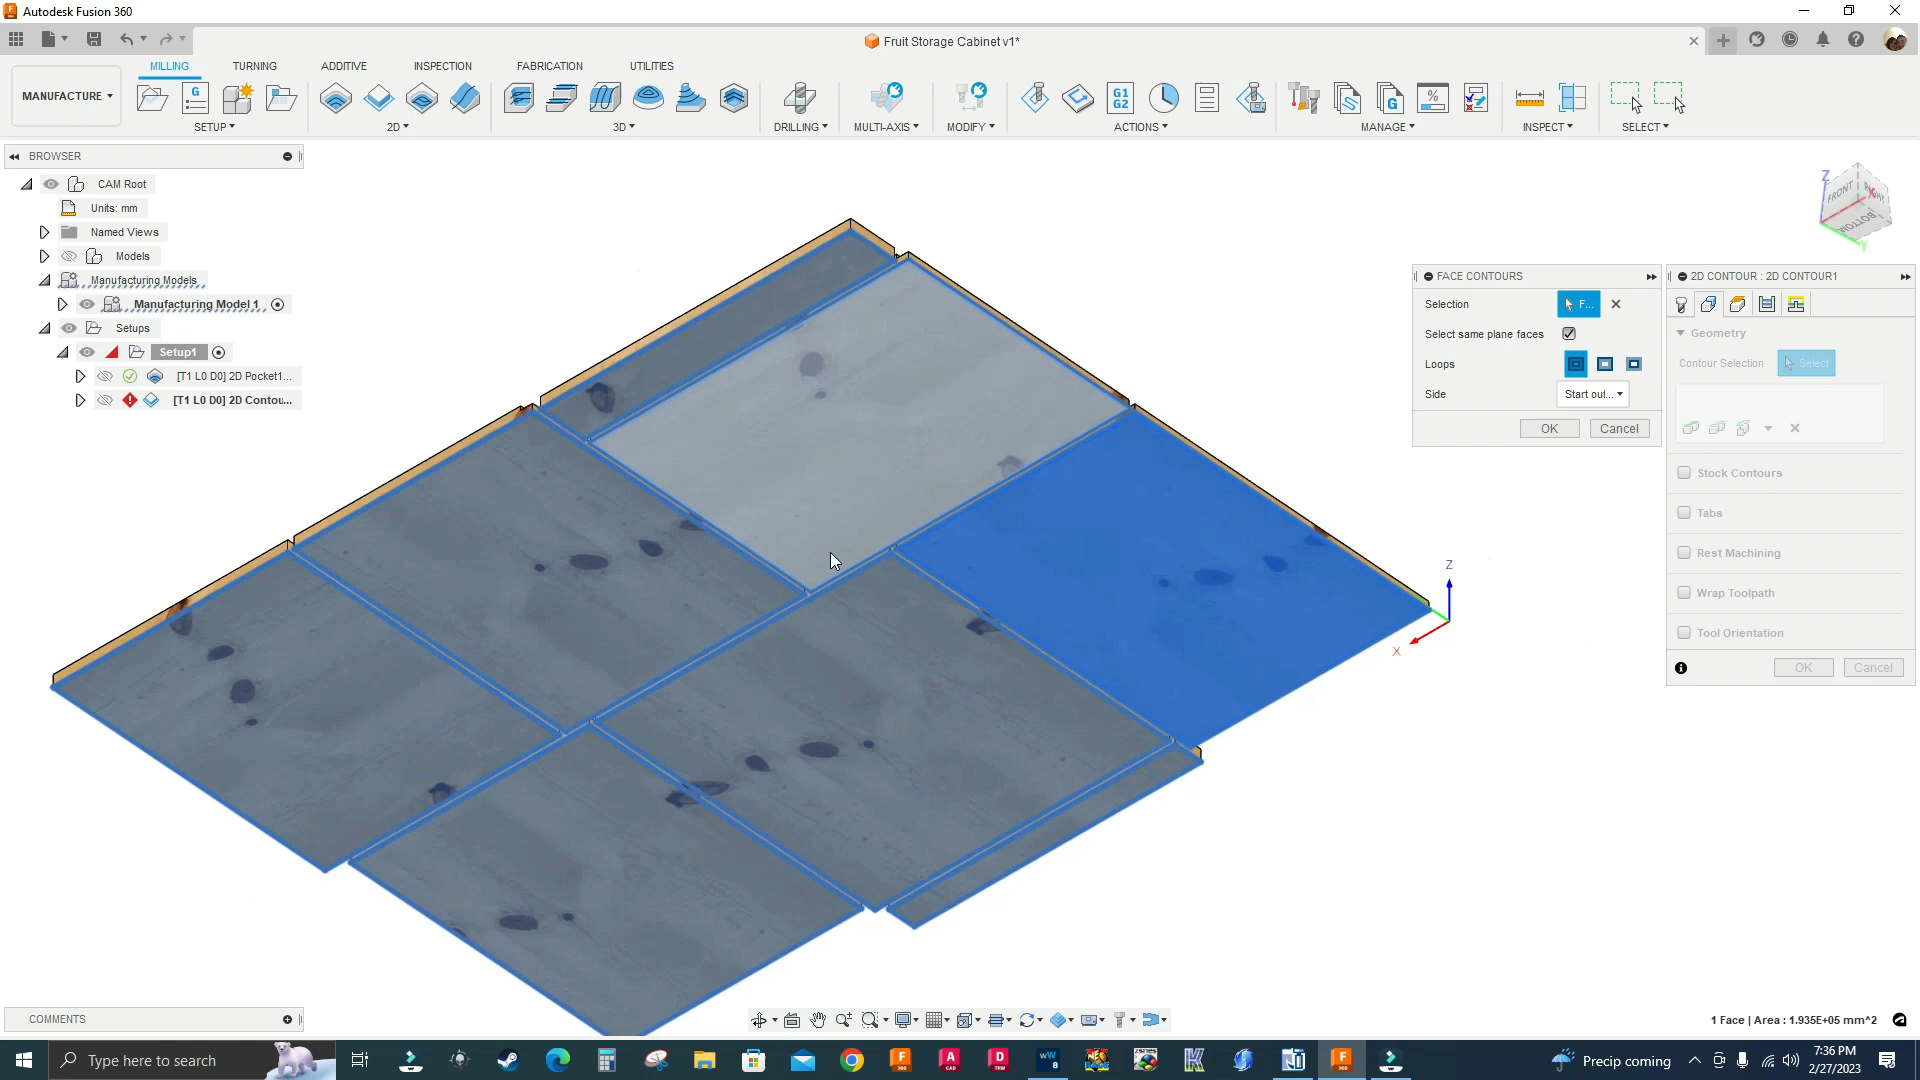 Autodesk Fusion 360
Fruit Storage Cabinet v1*
MANUFACTURE
MILLING
TURNING
ADDITIVE
INSPECTION
FABRICATION
UTILITIES
SETUP
2D
3D
DRILLING
MULTI-AXIS
MODIFY
ACTIONS
MANAGE
INSPECT
SELECT
BROWSER
CAM Root
Units: mm
Named Views
Models
Manufacturing Models
Manufacturing Model 1
Setups
Setup1
[T1 L0 D0] 2D Pocket1...
[T1 L0 D0] 2D Contou...
FRONT
RIGHT
BOTTOM
Z
X
Y
FACE CONTOURS
Selection
F...
Select same plane faces
Loops
Side
Start out...
OK
Cancel
2D CONTOUR : 2D CONTOUR1
Geometry
Contour Selection
Select
Stock Contours
Tabs
Rest Machining
Wrap Toolpath
Tool Orientation
OK
Cancel
Z
X
COMMENTS
1 Face | Area : 1.935E+05 mm^2
Type here to search
Precip coming
7:36 PM
2/27/2023